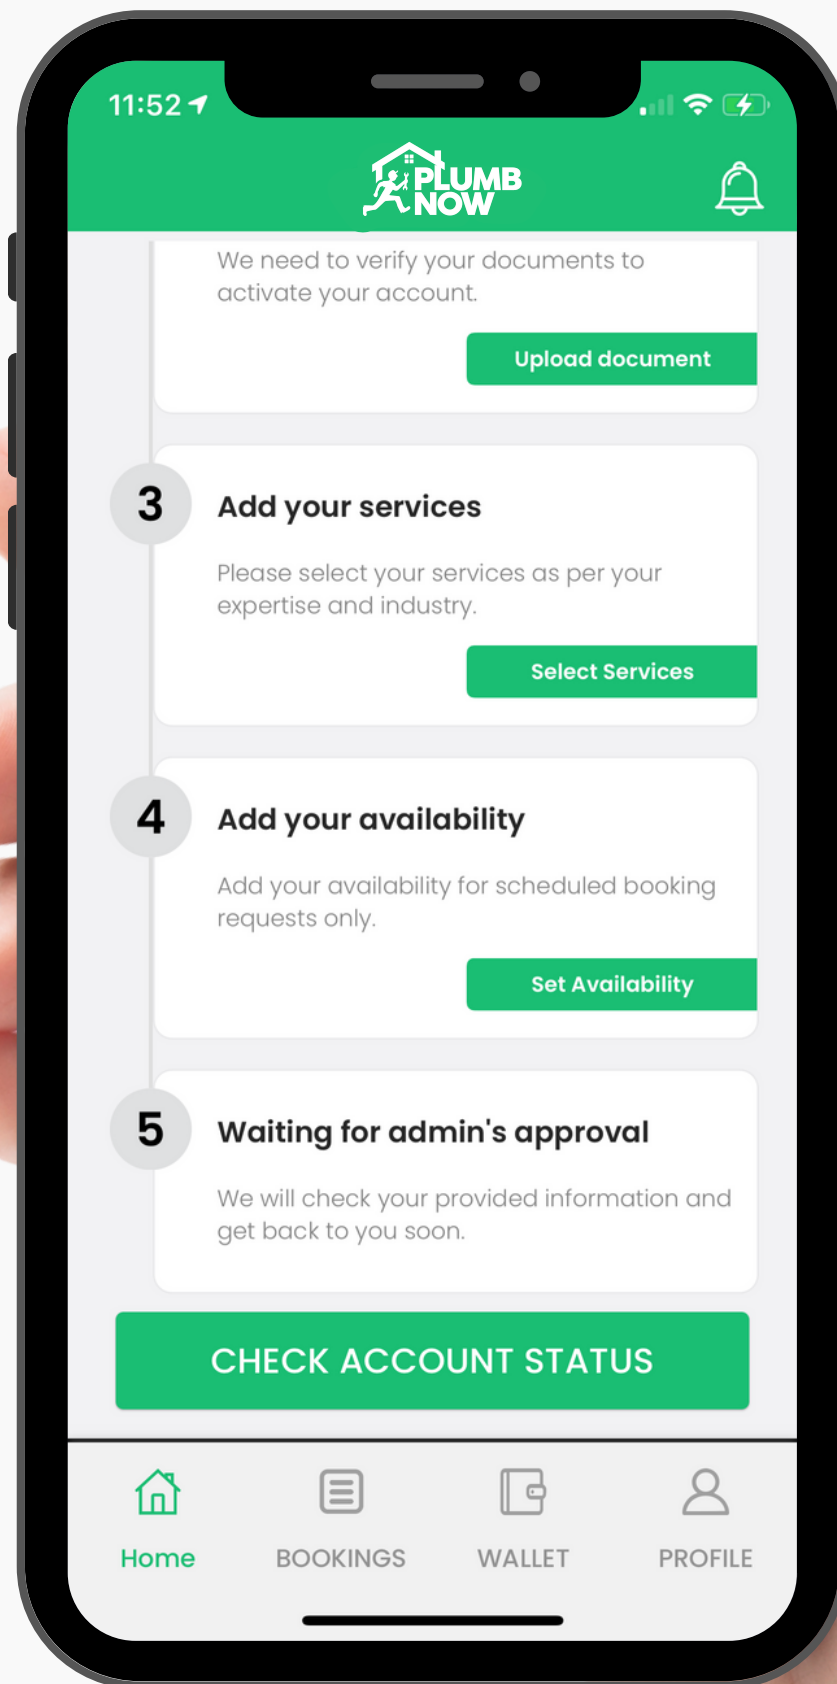 11:52
PLUMB
NOW
We need to verify your documents to
activate your account.
Upload document
3
Add your services
Please select your services as per your
expertise and industry.
Select Services
4
Add your availability
Add your availability for scheduled booking
requests only.
Set Availability
5
Waiting for admin's approval
We will check your provided information and
get back to you soon.
CHECK ACCOUNT STATUS
Home BOOKINGS WALLET PROFILE